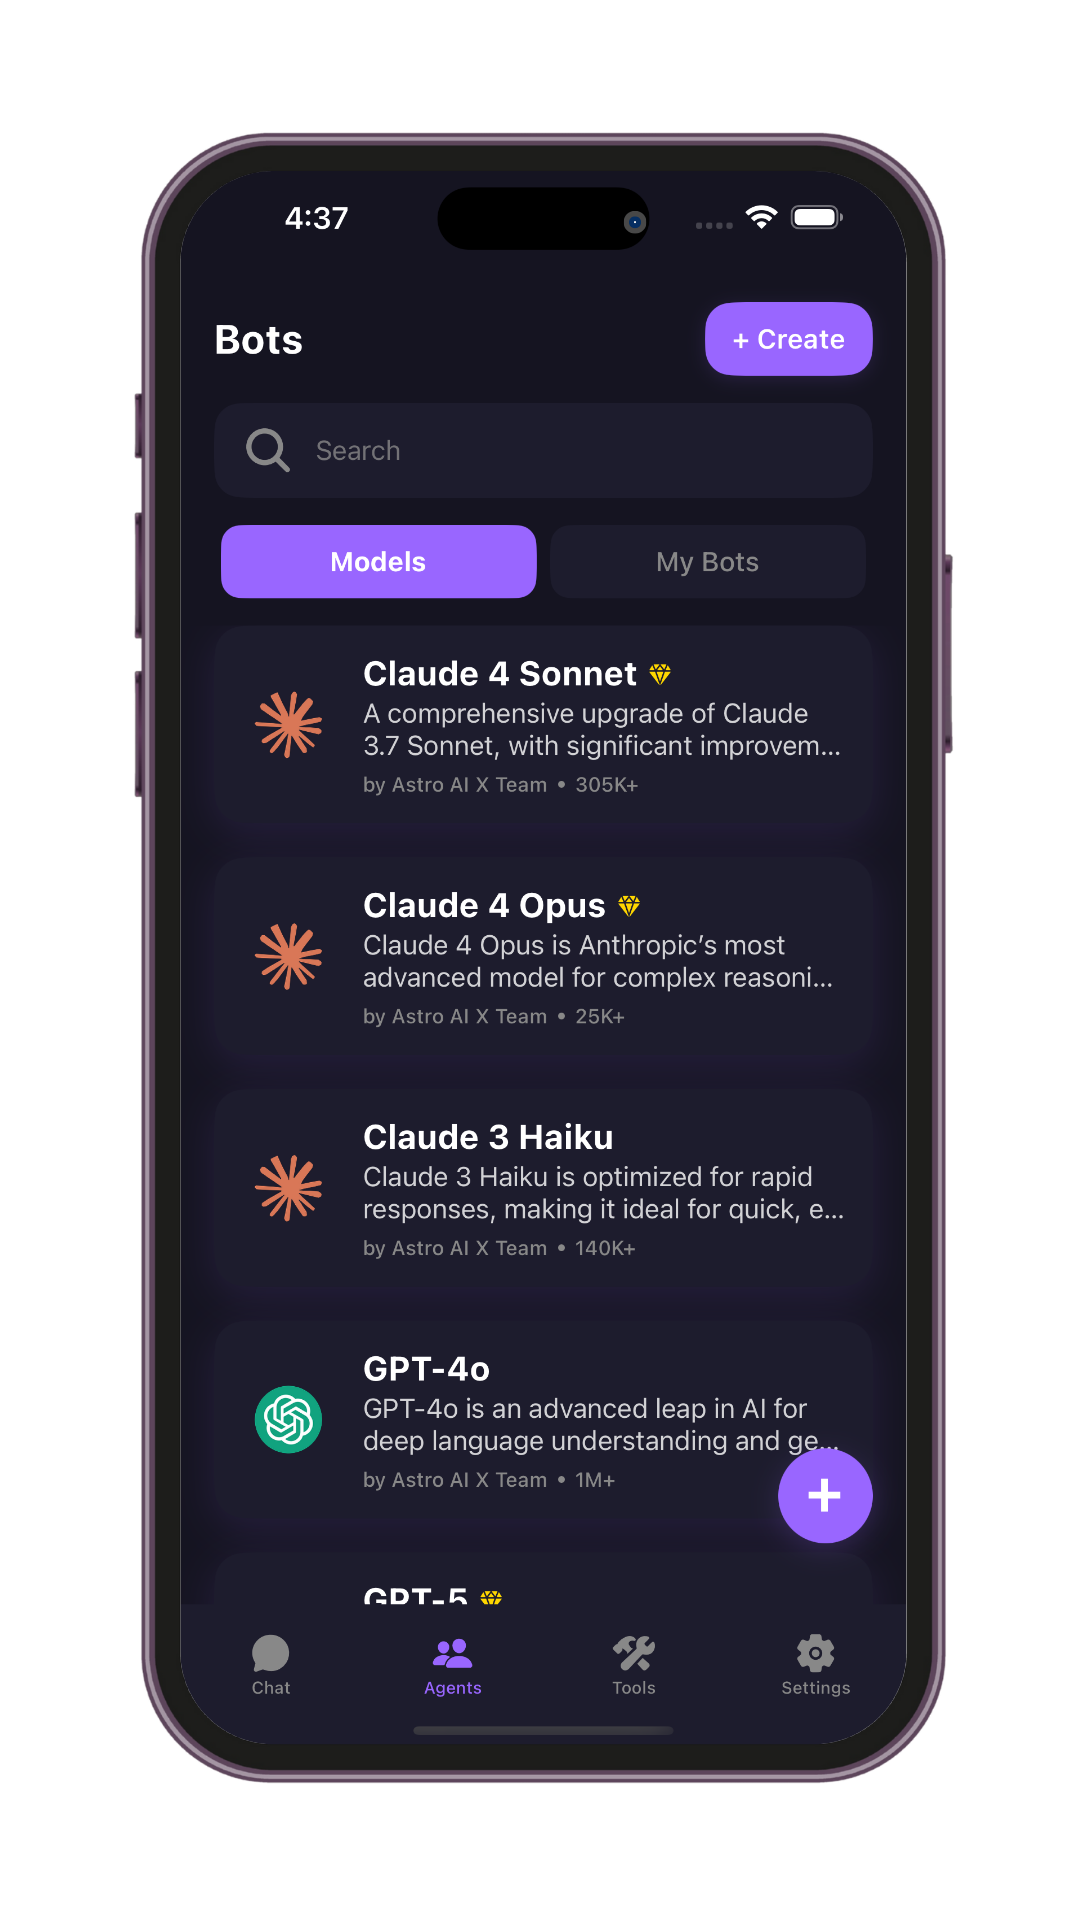 4:37
Bots
+ Create
Search
Models
My Bots
Claude 4 Sonnet
A comprehensive upgrade of Claude
3.7 Sonnet, with significant improvem...
by Astro AI X Team • 305K+
Claude 4 Opus
Claude 4 Opus is Anthropic’s most
advanced model for complex reasoni...
by Astro AI X Team • 25K+
Claude 3 Haiku
Claude 3 Haiku is optimized for rapid
responses, making it ideal for quick, e...
by Astro AI X Team • 140K+
GPT-4o
GPT-4o is an advanced leap in AI for
deep language understanding and ge...
by Astro AI X Team • 1M+
GPT-5
Chat
Agents
Tools
Settings